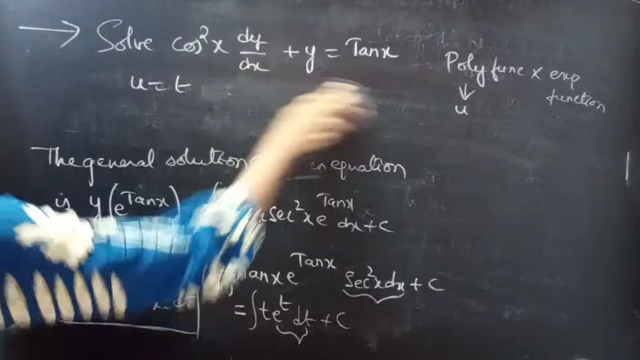 → Solve cos²x dy/dx + y = Tanx
Poly func x exp function
↓
u
u = t
The general solution equation
is y(e^Tanx) sec²x e^Tanx dx + c
Tanx e^Tanx sec²x dx + c
= ∫ t e^t dt + c